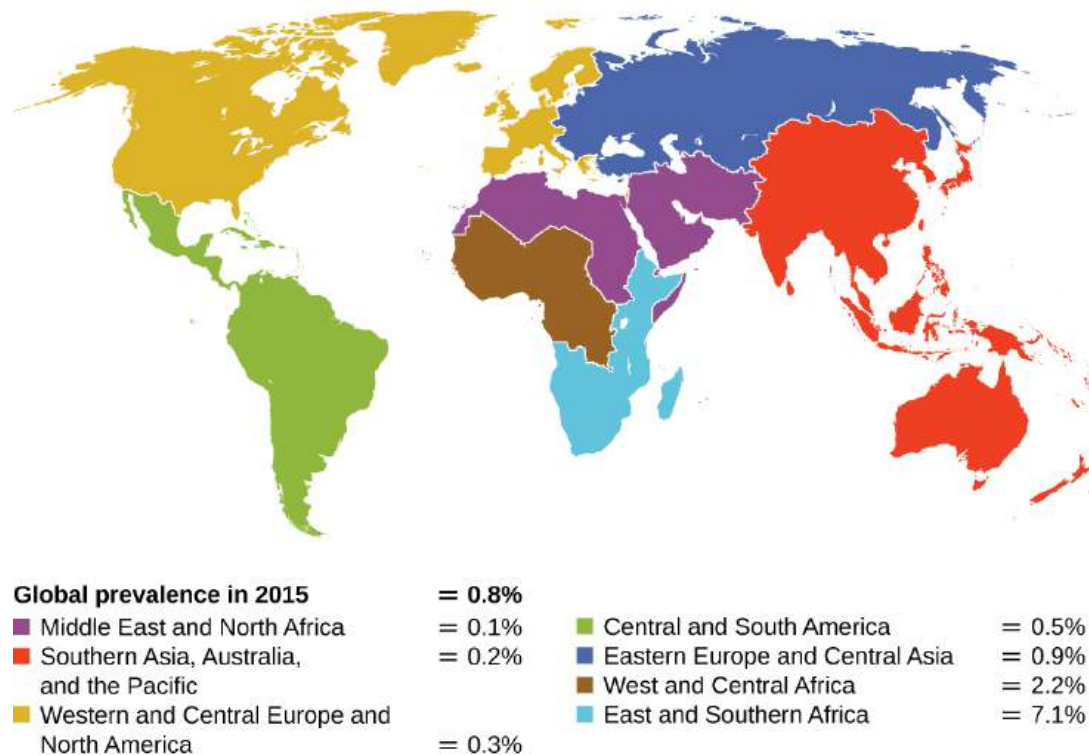 Global prevalence in 2015 = 0.8%
Middle East and North Africa = 0.1%
Southern Asia, Australia, = 0.2%
and the Pacific
Western and Central Europe and
North America = 0.3%
Central and South America = 0.5%
Eastern Europe and Central Asia = 0.9%
West and Central Africa = 2.2%
East and Southern Africa = 7.1%